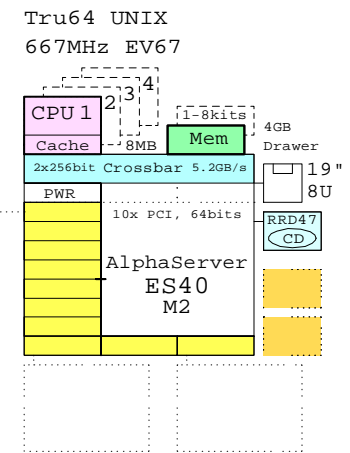 Tru64 UNIX
667MHz EV67
4
3
2
CPU 1
1-8kits
4GB
Cache
8MB
Mem
Drawer
2x256bit Crossbar 5.2GB/s
19"
8U
PWR
10x PCI, 64bits
RRD47
CD
AlphaServer
ES40
M2